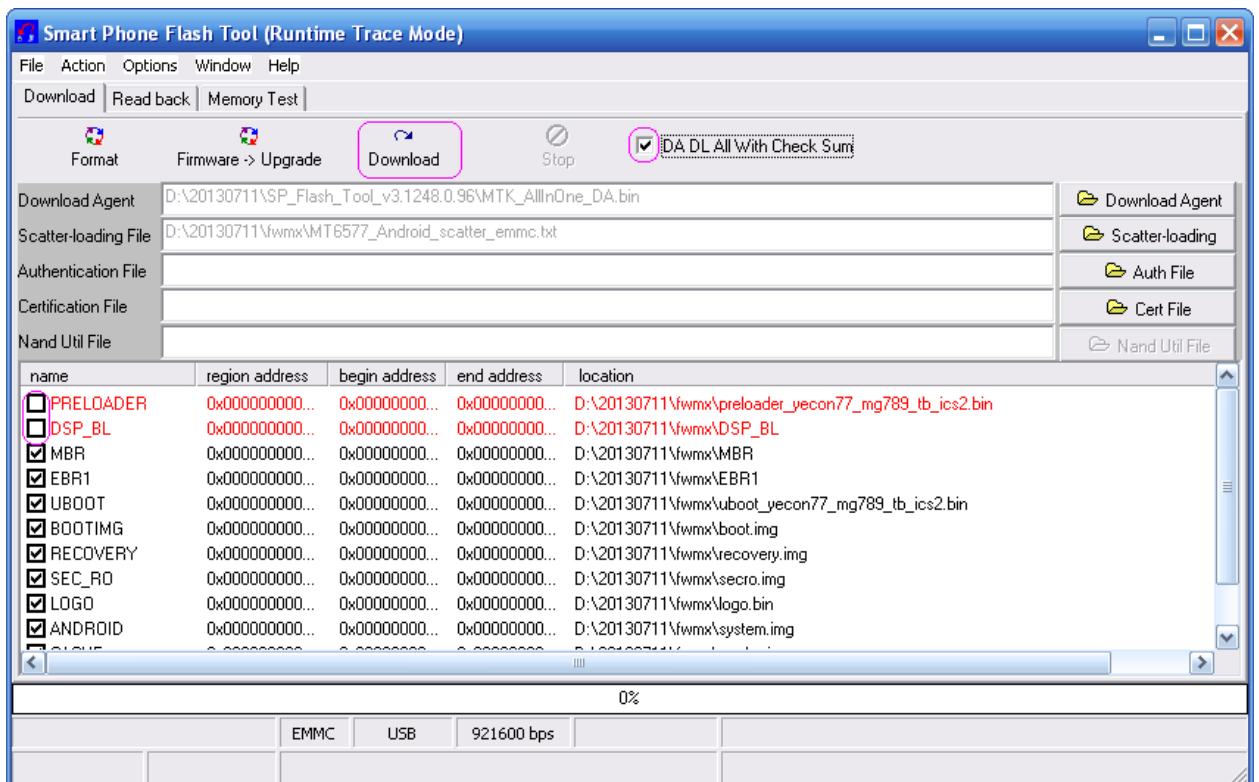 Smart Phone Flash Tool (Runtime Trace Mode)
File Action Options Window Help
Download Read back Memory Test
Format Firmware -> Upgrade Download Stop DA DL All With Check Sum
Download Agent D:\20130711\SP_Flash_Tool_v3.1248.0.96\MTK_AllInOne_DA.bin Download Agent
Scatter-loading File D:\20130711\fwmx\MT6577_Android_scatter_emmc.txt Scatter-loading
Authentication File Auth File
Certification File Cert File
Nand Util File Nand Util File
name region address begin address end address location
PRELOADER 0x000000000... 0x00000000... 0x00000000... D:\20130711\fwmx\preloader_yecon77_mg789_tb_ics2.bin
DSP_BL 0x000000000... 0x00000000... 0x00000000... D:\20130711\fwmx\DSP_BL
MBR 0x000000000... 0x00000000... 0x00000000... D:\20130711\fwmx\MBR
EBR1 0x000000000... 0x00000000... 0x00000000... D:\20130711\fwmx\EBR1
UBOOT 0x000000000... 0x00000000... 0x00000000... D:\20130711\fwmx\uboot_yecon77_mg789_tb_ics2.bin
BOOTIMG 0x000000000... 0x00000000... 0x00000000... D:\20130711\fwmx\boot.img
RECOVERY 0x000000000... 0x00000000... 0x00000000... D:\20130711\fwmx\recovery.img
SEC_RO 0x000000000... 0x00000000... 0x00000000... D:\20130711\fwmx\secro.img
LOGO 0x000000000... 0x00000000... 0x00000000... D:\20130711\fwmx\logo.bin
ANDROID 0x000000000... 0x00000000... 0x00000000... D:\20130711\fwmx\system.img
0%
EMMC USB 921600 bps